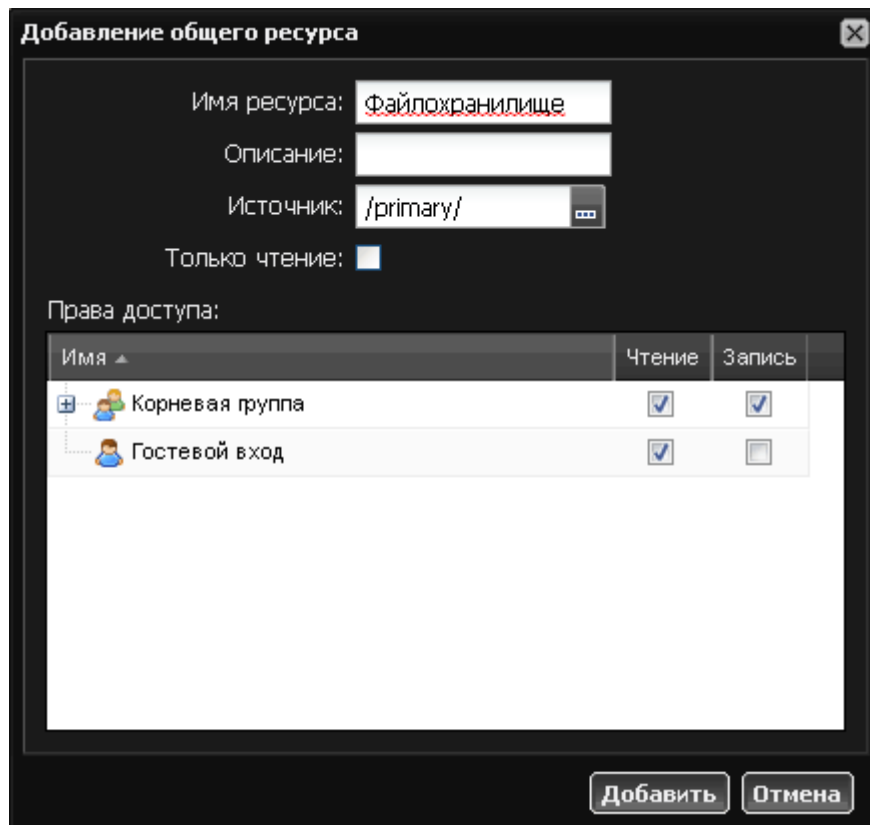 Добавление общего ресурса
Имя ресурса: Файлохранилище
Описание:
Источник: /primary/ ...
Только чтение:
Права доступа:
Имя Чтение Запись
Корневая группа
Гостевой вход
Добавить Отмена